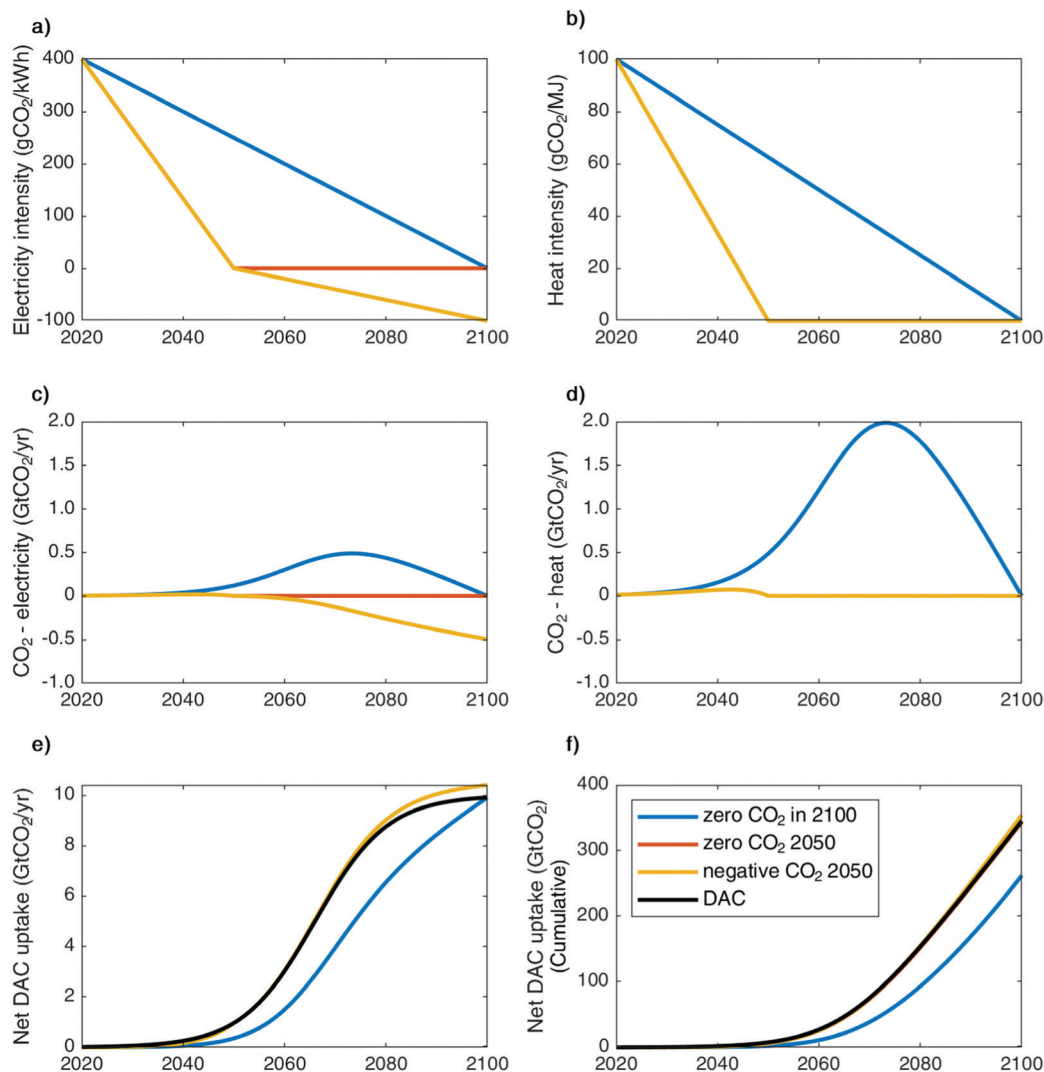 a)
Electricity intensity (gCO₂/kWh)
400
300
200
100
0
-100
2020 2040 2060 2080 2100
b)
Heat intensity (gCO₂/MJ)
100
80
60
40
20
0
2020 2040 2060 2080 2100
c)
CO₂ - electricity (GtCO₂/yr)
2.0
1.5
1.0
0.5
0
-0.5
-1.0
2020 2040 2060 2080 2100
d)
CO₂ - heat (GtCO₂/yr)
2.0
1.5
1.0
0.5
0
-0.5
-1.0
2020 2040 2060 2080 2100
e)
Net DAC uptake (GtCO₂/yr)
10
8
6
4
2
0
2020 2040 2060 2080 2100
f)
Net DAC uptake (GtCO₂)
(Cumulative)
400
300
200
100
0
2020 2040 2060 2080 2100
zero CO₂ in 2100
zero CO₂ 2050
negative CO₂ 2050
DAC